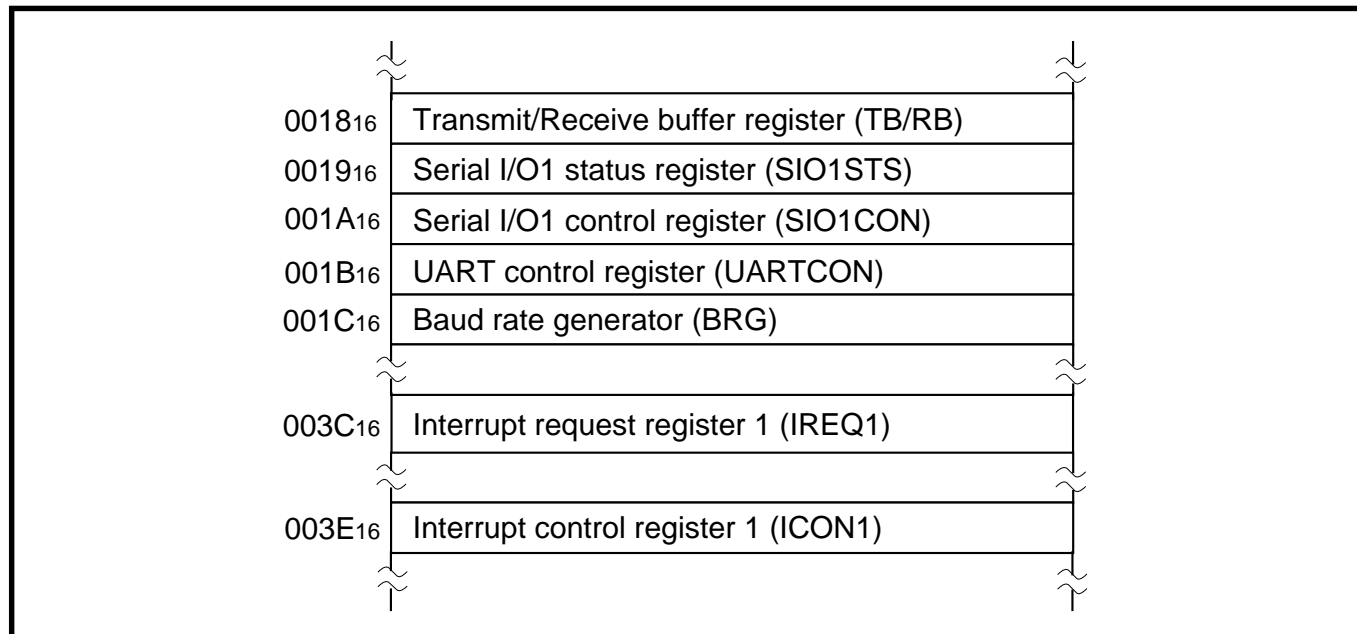 0018₁₆ Transmit/Receive buffer register (TB/RB)
0019₁₆ Serial I/O1 status register (SIO1STS)
001A₁₆ Serial I/O1 control register (SIO1CON)
001B₁₆ UART control register (UARTCON)
001C₁₆ Baud rate generator (BRG)
003C₁₆ Interrupt request register 1 (IREQ1)
003E₁₆ Interrupt control register 1 (ICON1)